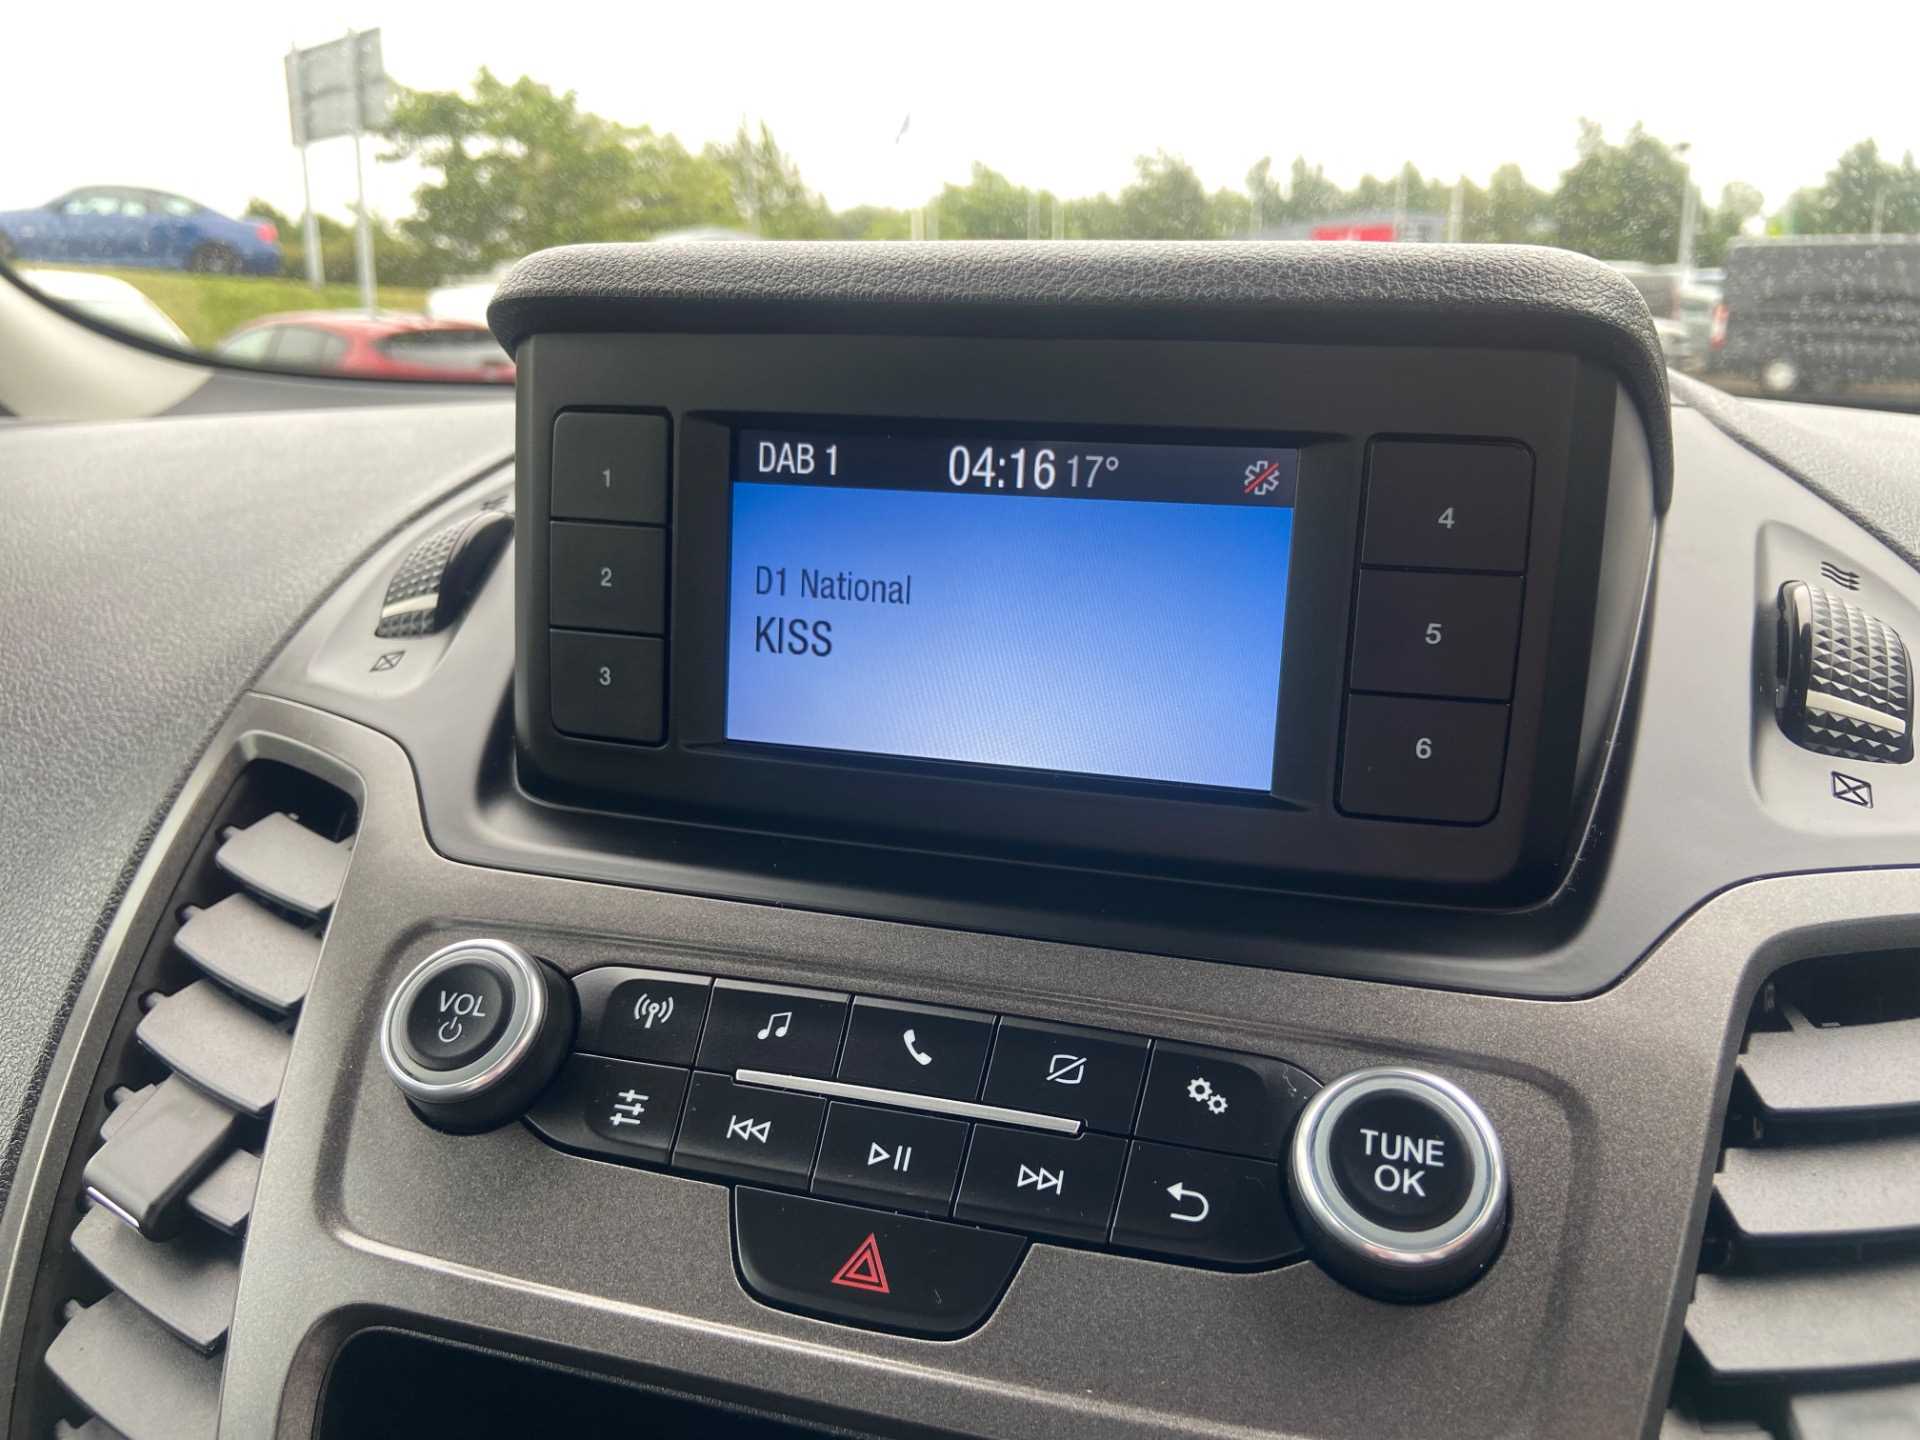 DAB 1 04:16 17°
D1 National
KISS
1
2
3
4
5
6
VOL
TUNE
OK